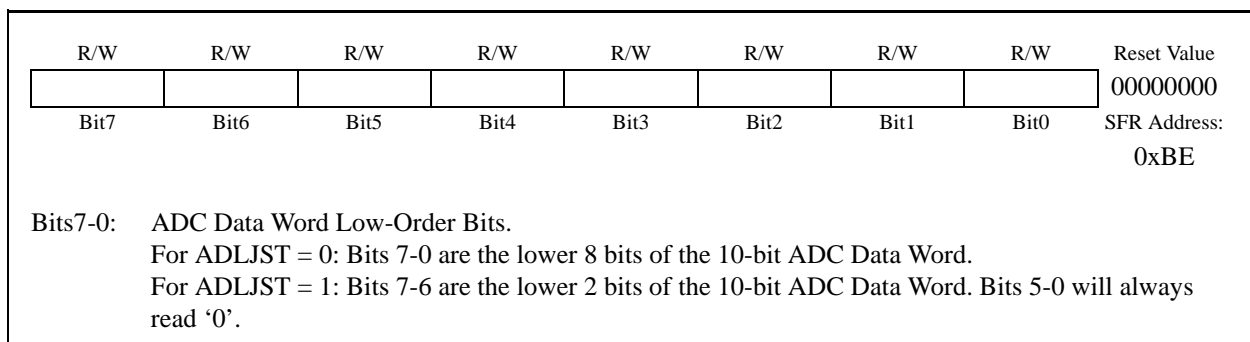 R/W R/W R/W R/W R/W R/W R/W R/W Reset Value
00000000
Bit7 Bit6 Bit5 Bit4 Bit3 Bit2 Bit1 Bit0 SFR Address:
0xBE
Bits7-0: ADC Data Word Low-Order Bits.
For ADLJST = 0: Bits 7-0 are the lower 8 bits of the 10-bit ADC Data Word.
For ADLJST = 1: Bits 7-6 are the lower 2 bits of the 10-bit ADC Data Word. Bits 5-0 will always
read ‘0’.